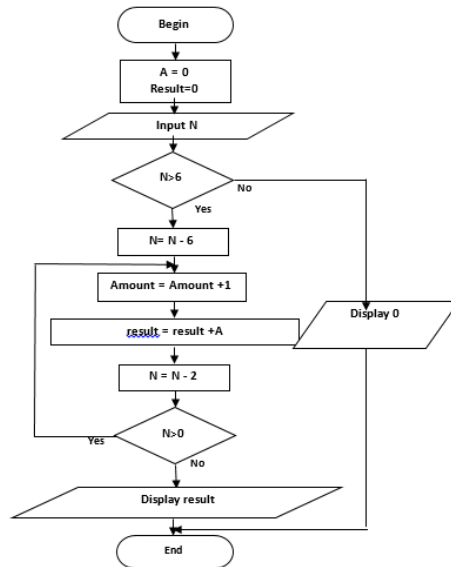 Begin
A = 0
Result=0
Input N
N>6
No
Yes
N= N - 6
Amount = Amount +1
Display 0
result = result +A
N = N - 2
N>0
Yes
No
Display result
End